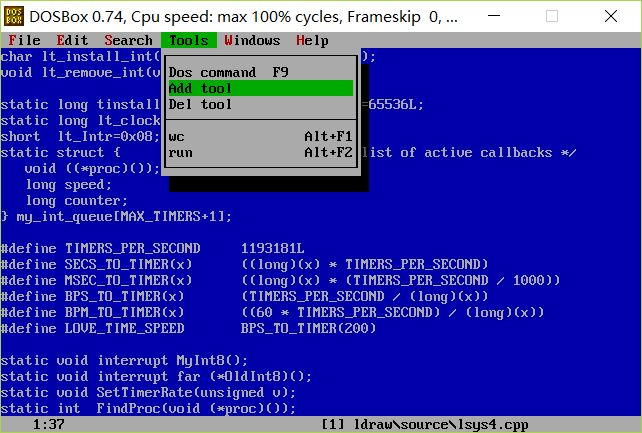 DOSBox 0.74, Cpu speed: max 100% cycles, Frameskip 0, ...
File Edit Search Tools Windows Help
char lt_install_int( );
void lt_remove_int(v
Dos command F9
Add tool
Del tool
wc Alt+F1
run Alt+F2
static long tinstall =65536L;
static long lt_clock
short lt_Intr=0x08;
static struct { list of active callbacks */
void ((*proc)());
long speed;
long counter;
} my_int_queue[MAX_TIMERS+1];
#define TIMERS_PER_SECOND 1193181L
#define SECS_TO_TIMER(x) ((long)(x) * TIMERS_PER_SECOND)
#define MSEC_TO_TIMER(x) ((long)(x) * (TIMERS_PER_SECOND / 1000))
#define BPS_TO_TIMER(x) (TIMERS_PER_SECOND / (long)(x))
#define BPM_TO_TIMER(x) ((60 * TIMERS_PER_SECOND) / (long)(x))
#define LOVE_TIME_SPEED BPS_TO_TIMER(200)
static void interrupt MyInt8();
static void interrupt far (*OldInt8)();
static void SetTimerRate(unsigned v);
static int FindProc(void (*proc)());
1:37 [1] ldraw\source\lsys4.cpp